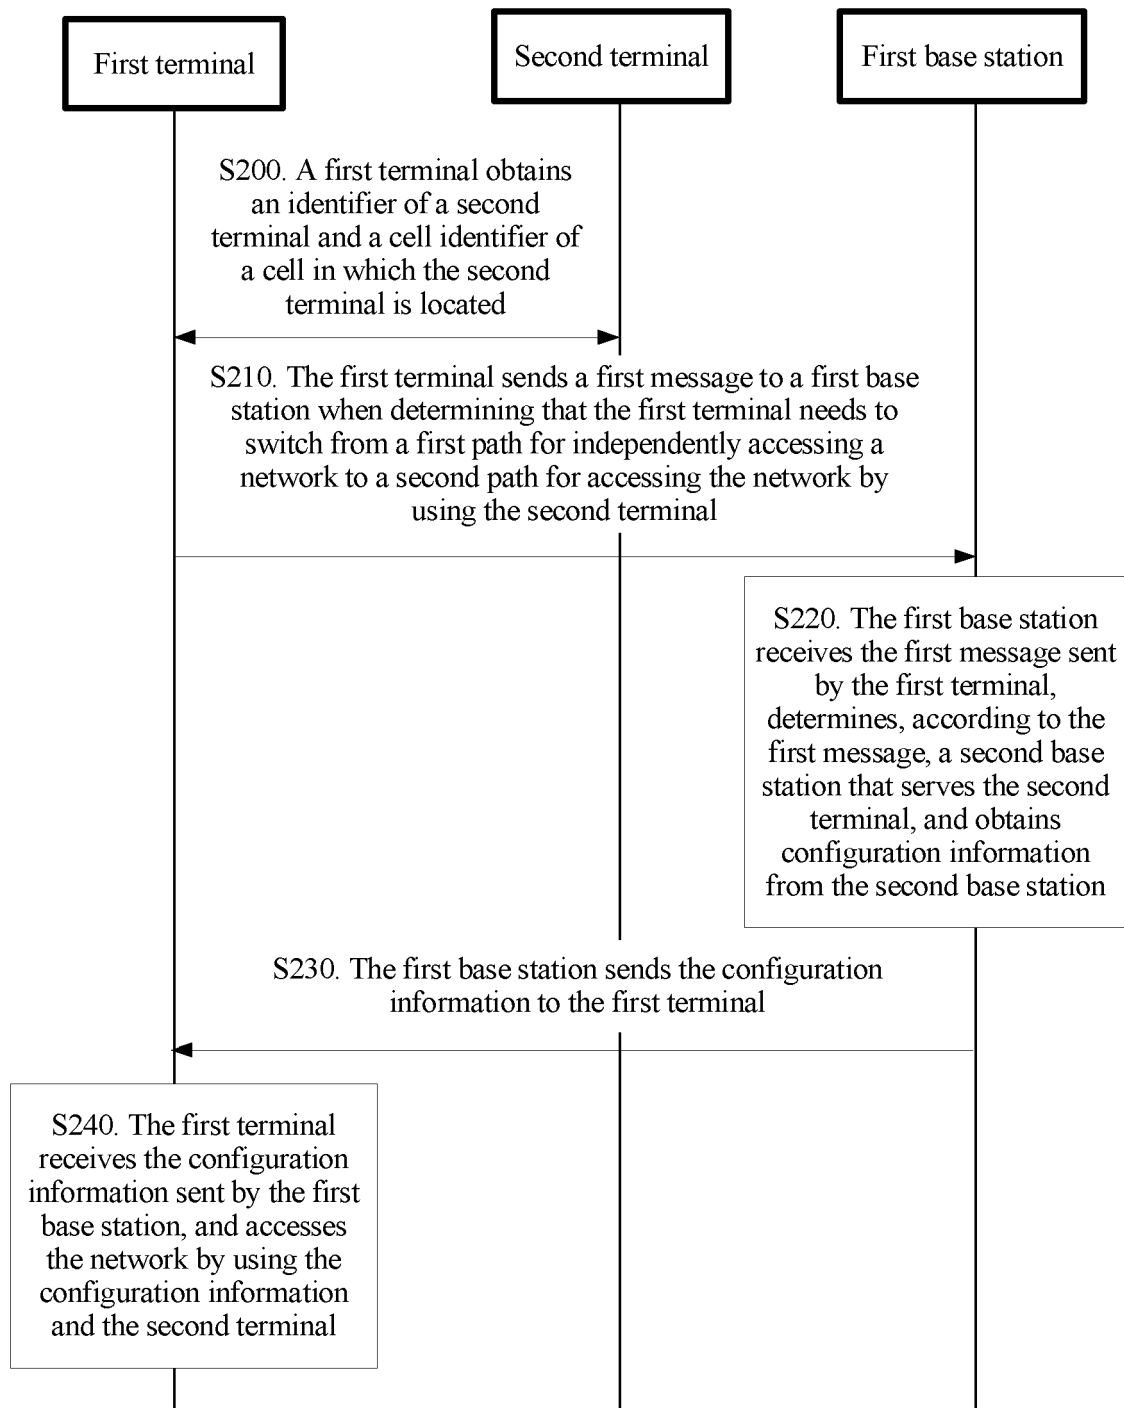 First terminal
Second terminal
First base station
S200. A first terminal obtains
an identifier of a second
terminal and a cell identifier of
a cell in which the second
terminal is located
S210. The first terminal sends a first message to a first base
station when determining that the first terminal needs to
switch from a first path for independently accessing a
network to a second path for accessing the network by
using the second terminal
S220. The first base station
receives the first message sent
by the first terminal,
determines, according to the
first message, a second base
station that serves the second
terminal, and obtains
configuration information
from the second base station
S230. The first base station sends the configuration
information to the first terminal
S240. The first terminal
receives the configuration
information sent by the first
base station, and accesses
the network by using the
configuration information
and the second terminal